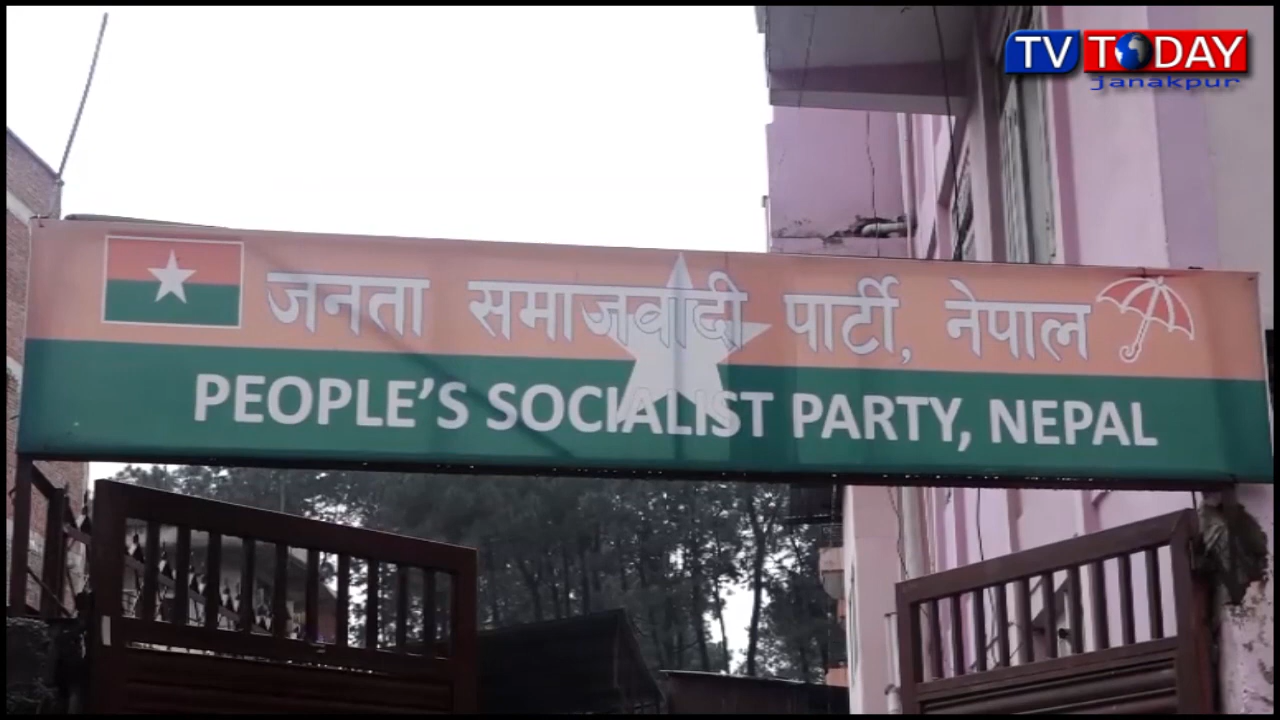 TV TODAY
janakpur
जनता समाजवादी पार्टी, नेपाल
PEOPLE'S SOCIALIST PARTY, NEPAL